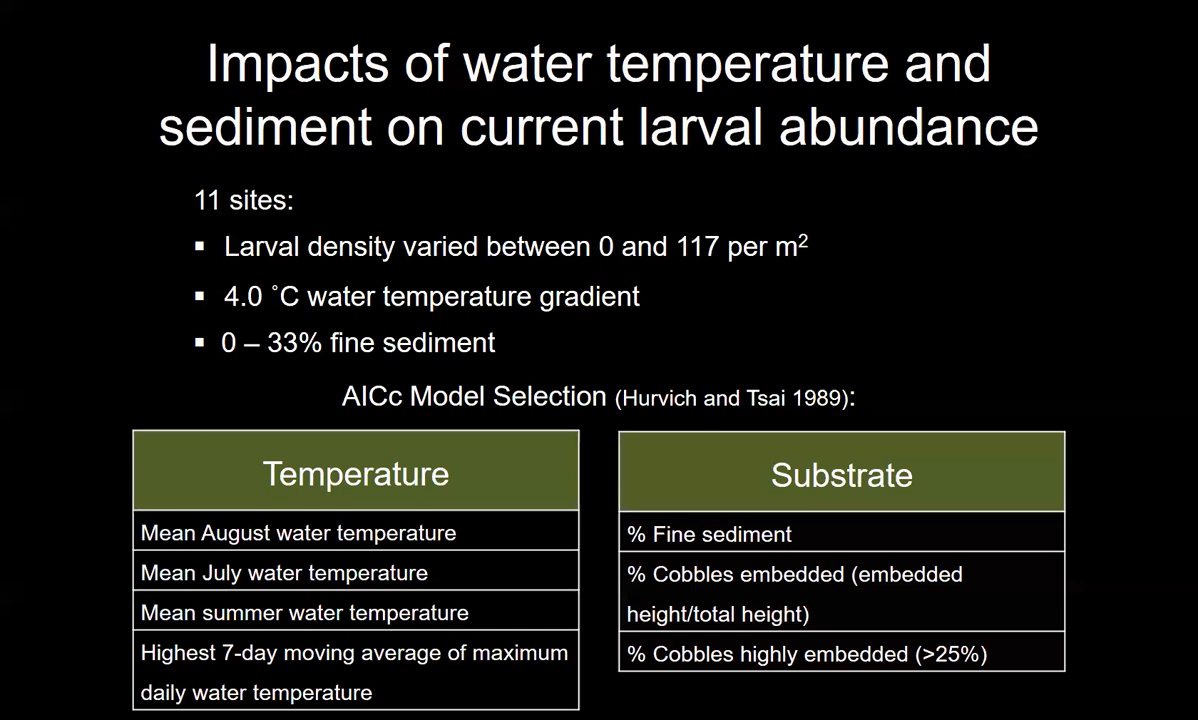 Impacts of water temperature and
sediment on current larval abundance
11 sites:
▪ Larval density varied between 0 and 117 per m²
▪ 4.0 ˚C water temperature gradient
▪ 0 – 33% fine sediment
AICc Model Selection (Hurvich and Tsai 1989):
Temperature
Mean August water temperature
Mean July water temperature
Mean summer water temperature
Highest 7-day moving average of maximum
daily water temperature
Substrate
% Fine sediment
% Cobbles embedded (embedded
height/total height)
% Cobbles highly embedded (>25%)